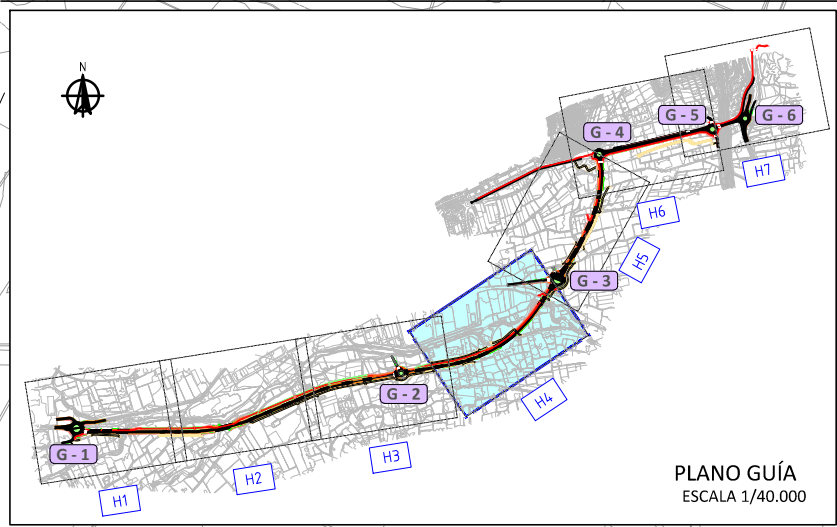 N
G - 5
G - 6
G - 4
H7
H6
H5
G - 3
G - 2
H4
G - 1
H3
H2
H1
PLANO GUÍA
ESCALA 1/40.000